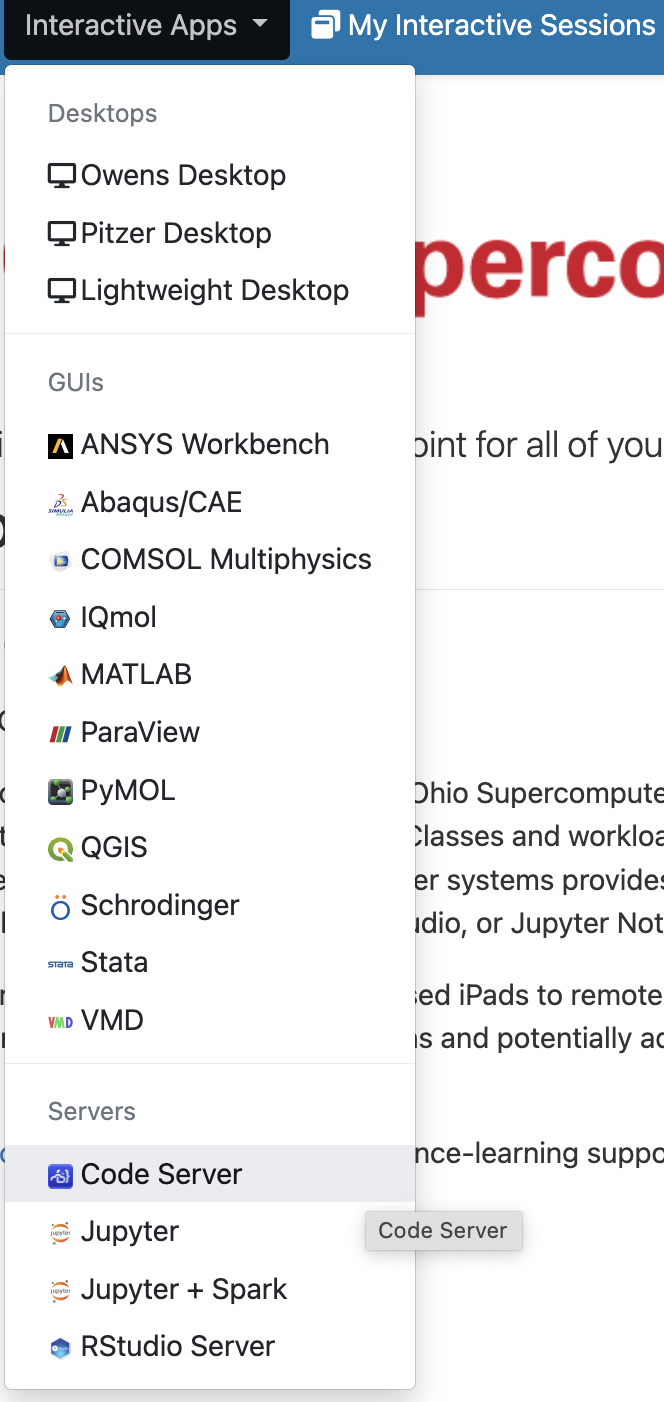 Interactive Apps My Interactive Sessions
Desktops
Owens Desktop
Pitzer Desktop
Lightweight Desktop
GUIs
ANSYS Workbench
Abaqus/CAE
COMSOL Multiphysics
IQmol
MATLAB
ParaView
PyMOL
QGIS
Schrodinger
Stata
VMD
Servers
Code Server
Jupyter
Jupyter + Spark
RStudio Server
Code Server
perco
oint for all of you
Ohio Supercompute
Classes and workloa
er systems provides
udio, or Jupyter Not
sed iPads to remote
ns and potentially ac
nce-learning suppo